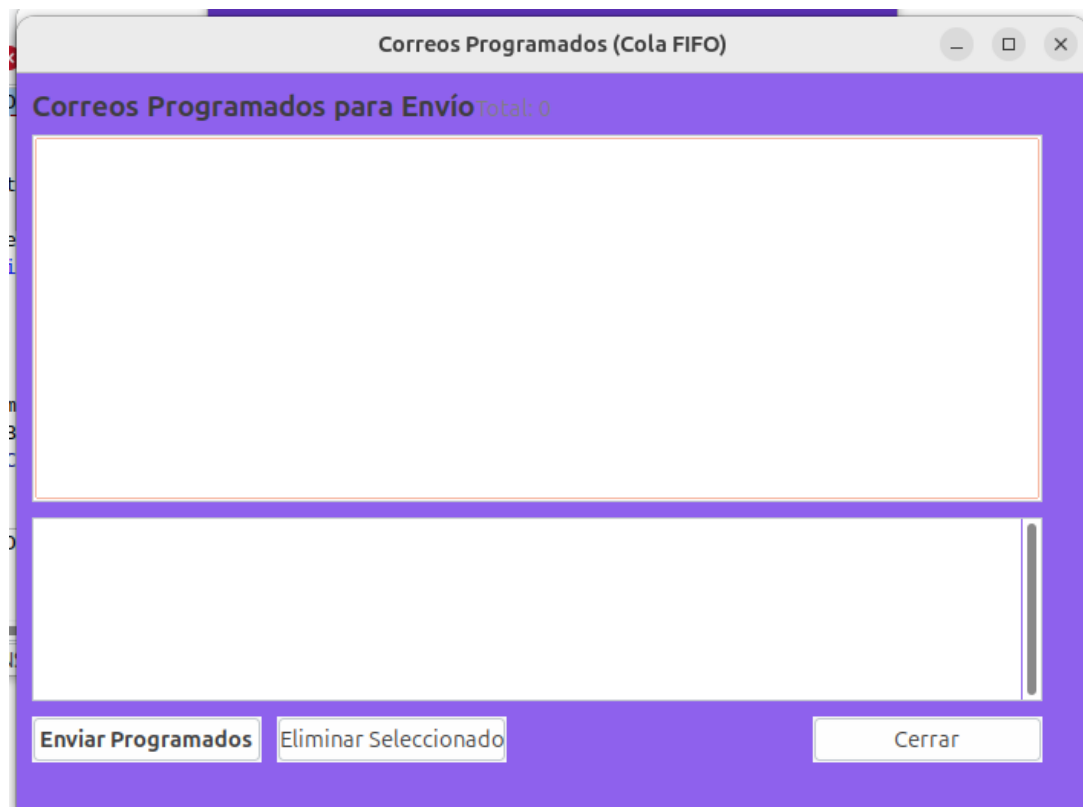 Correos Programados (Cola FIFO)
Correos Programados para Envío Total: 0
Enviar Programados Eliminar Seleccionado Cerrar